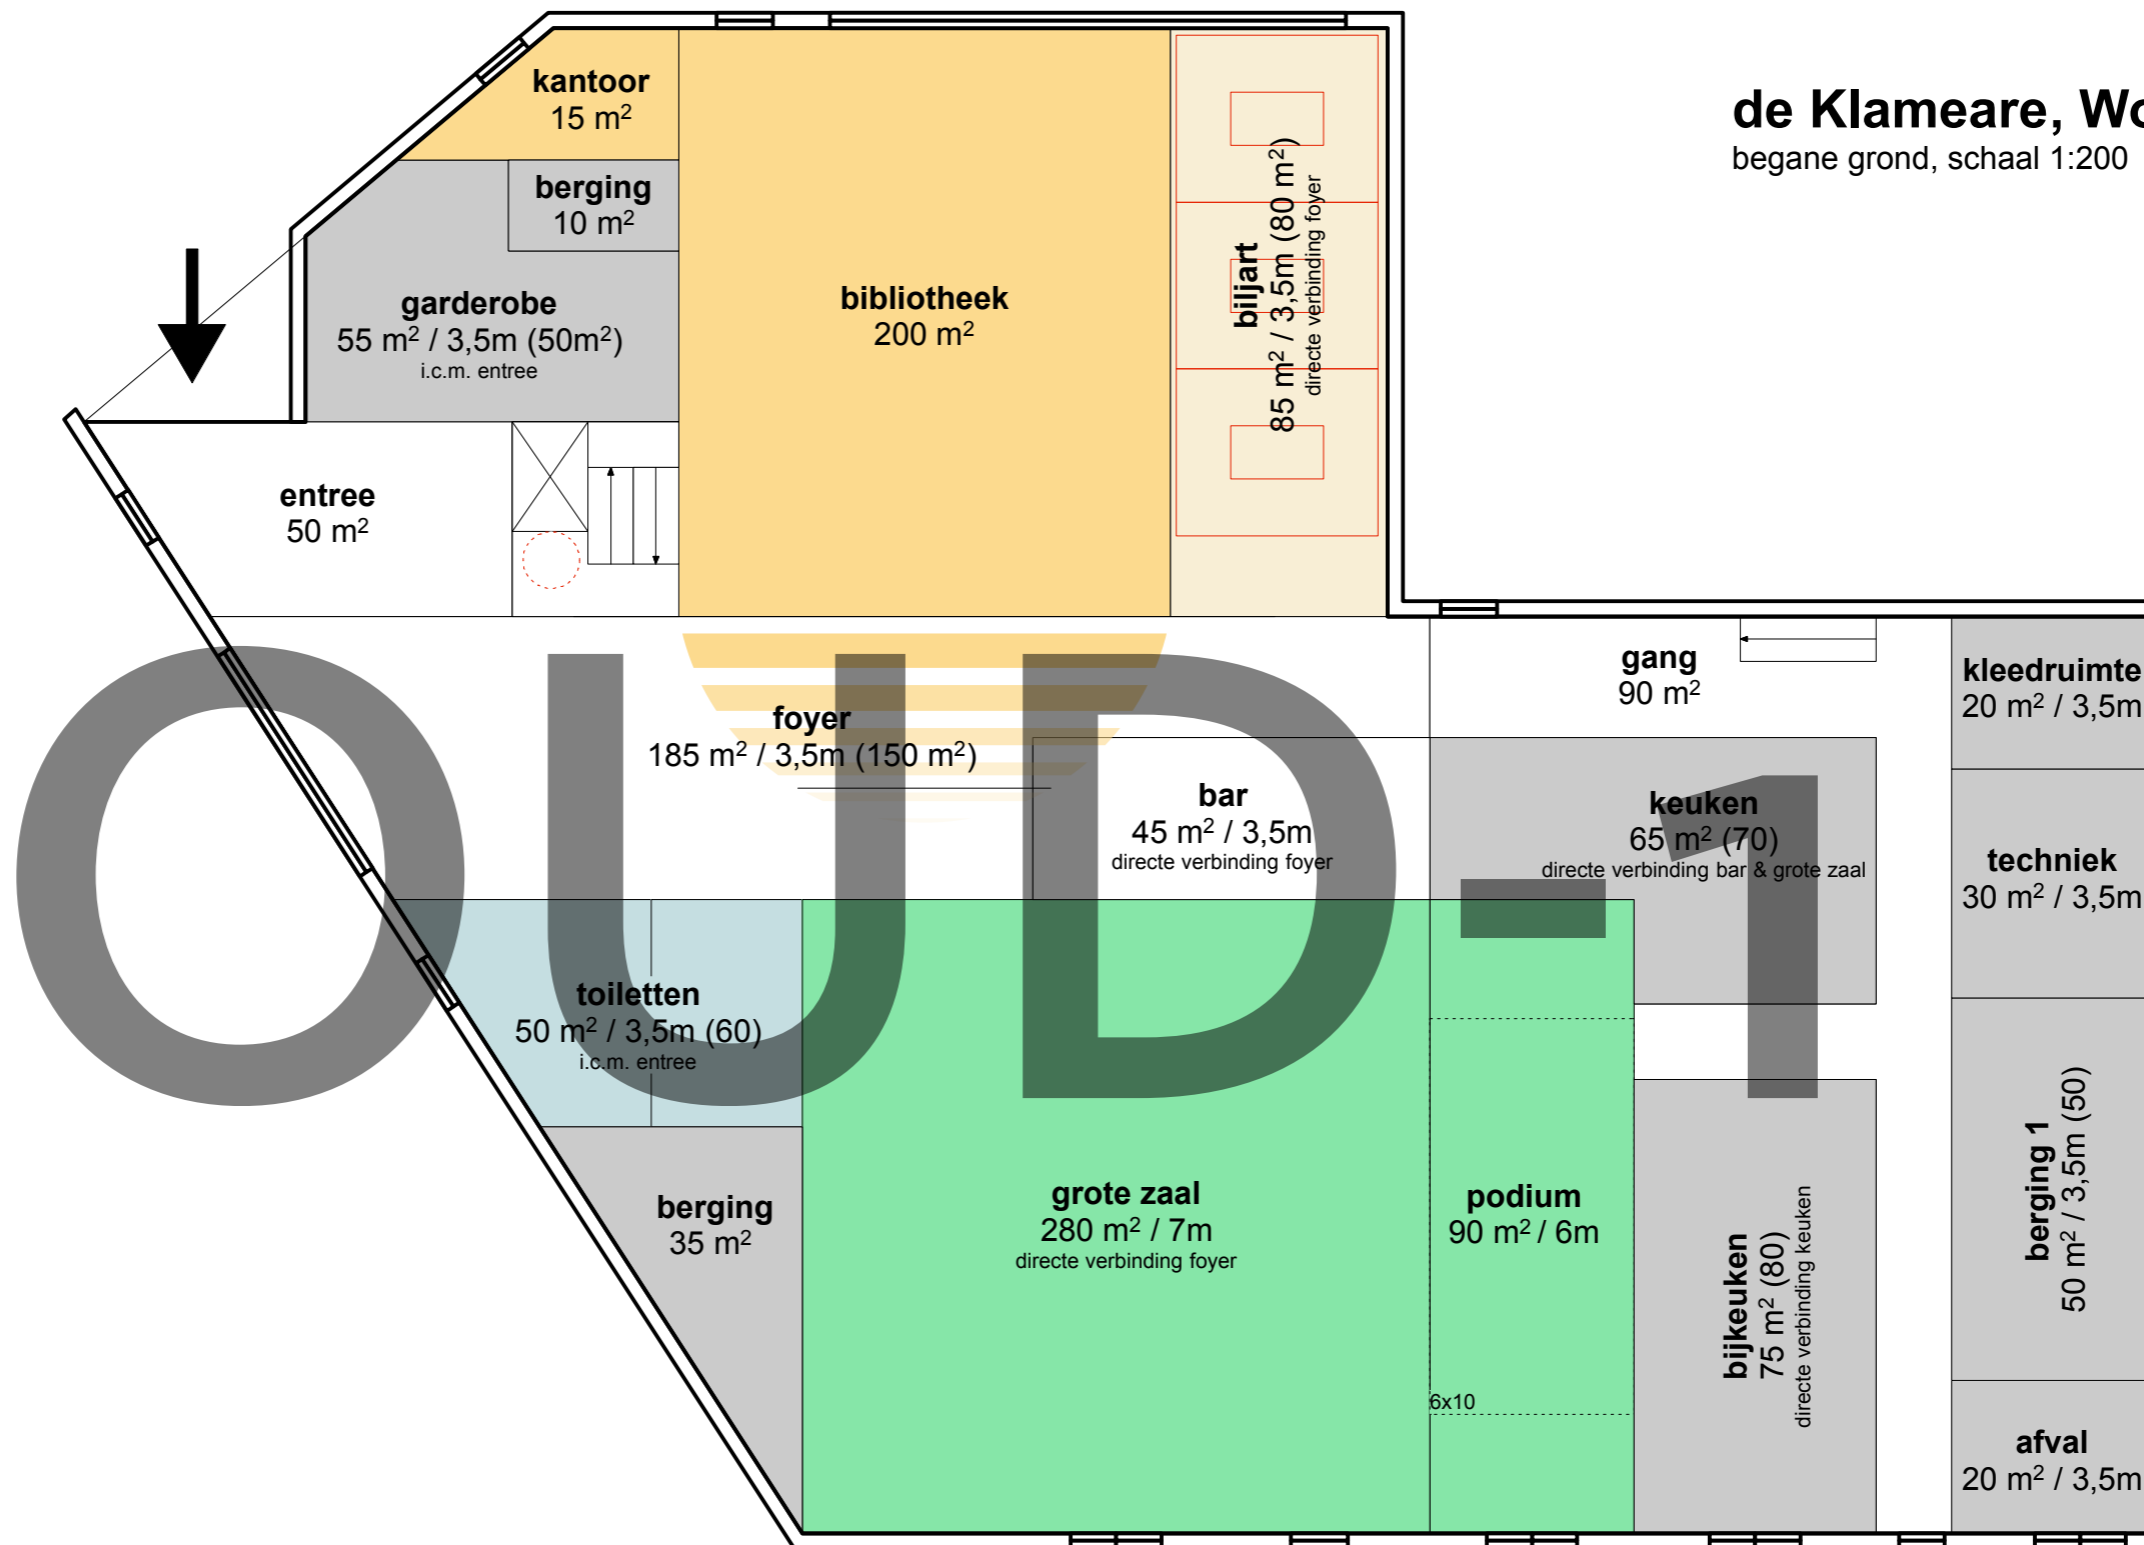 de Klameare, Wo
begane grond, schaal 1:200
kantoor
15 m²
berging
10 m²
garderobe
55 m² / 3,5m (50m²)
i.c.m. entree
bibliotheek
200 m²
biljart
85 m² / 3,5m (80 m²)
directe verbinding foyer
entree
50 m²
foyer
185 m² / 3,5m (150 m²)
gang
90 m²
kleedruimte
20 m² / 3,5m
bar
45 m² / 3,5m
directe verbinding foyer
keuken
65 m² (70)
directe verbinding bar & grote zaal
techniek
30 m² / 3,5m
OUD-1
toiletten
50 m² / 3,5m (60)
i.c.m. entree
berging
35 m²
grote zaal
280 m² / 7m
directe verbinding foyer
podium
90 m² / 6m
6x10
bijkeuken
75 m² (80)
directe verbinding keuken
berging 1
50 m² / 3,5m (50)
afval
20 m² / 3,5m